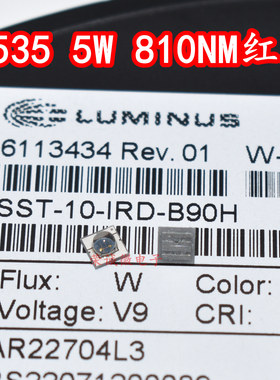 535 5W 810NM红
LUMINUS
6113434 Rev. 01 W-
SST-10-IRD-B90H
Flux: W Color:
Voltage: V9 CRI:
AR22704L3